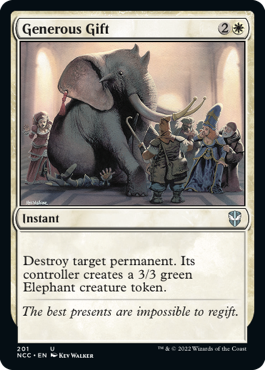 Generous Gift 2
Instant
Destroy target permanent. Its
controller creates a 3/3 green
Elephant creature token.
The best presents are impossible to regift.
201 U
NCC • EN Kev Walker
™ & © 2022 Wizards of the Coast